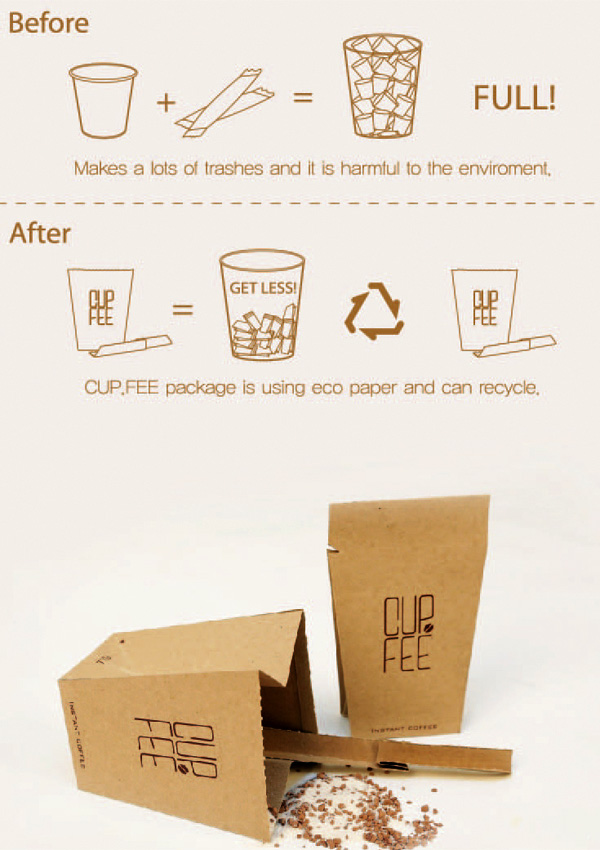 Before
+
=
FULL!
Makes a lots of trashes and it is harmful to the enviroment.
After
CUP
FEE
=
GET LESS!
CUP
FEE
CUP.FEE package is using eco paper and can recycle.
CUP.
FEE
INSTANT COFFEE
INSTANT COFFEE
CUP.
FEE